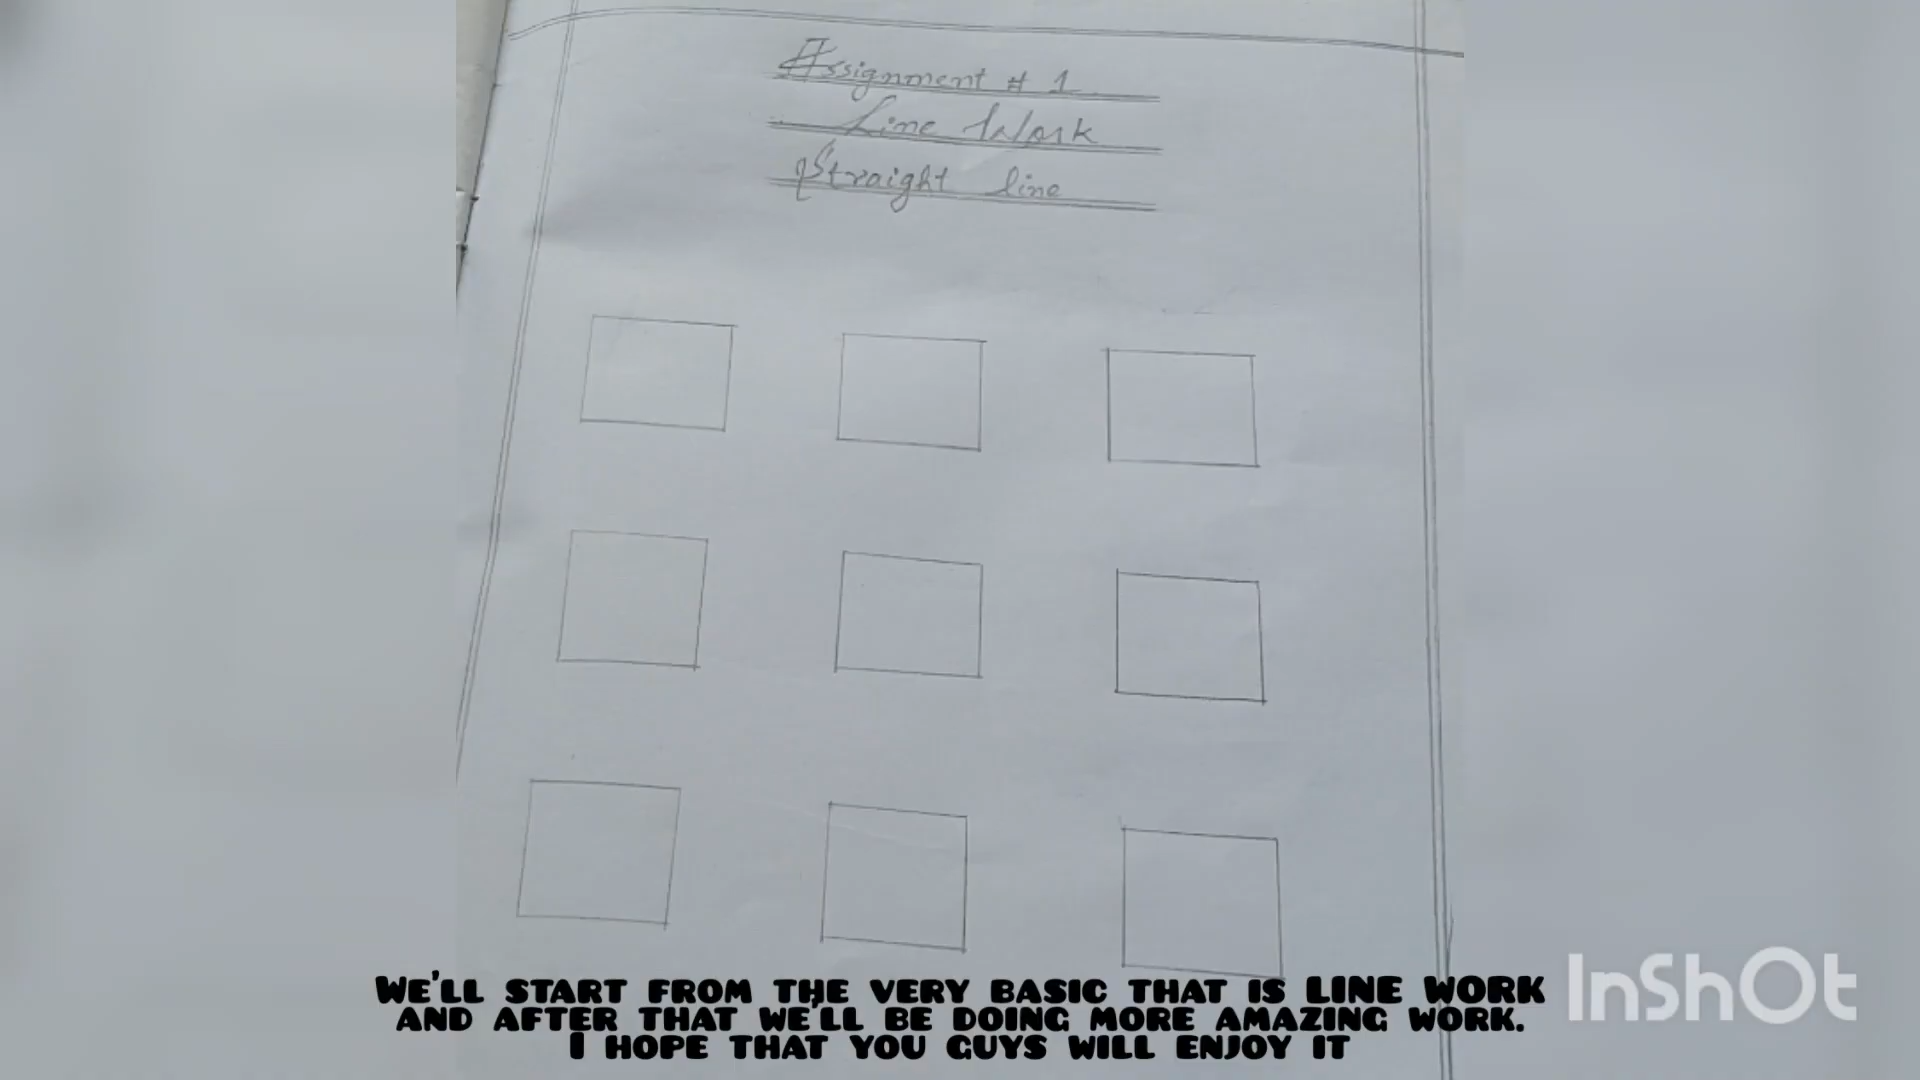 Assignment # 1
Line Work
Straight line
WE'LL START FROM THE VERY BASIC THAT IS LINE WORK
AND AFTER THAT WE'LL BE DOING MORE AMAZING WORK.
I HOPE THAT YOU GUYS WILL ENJOY IT
InShOt